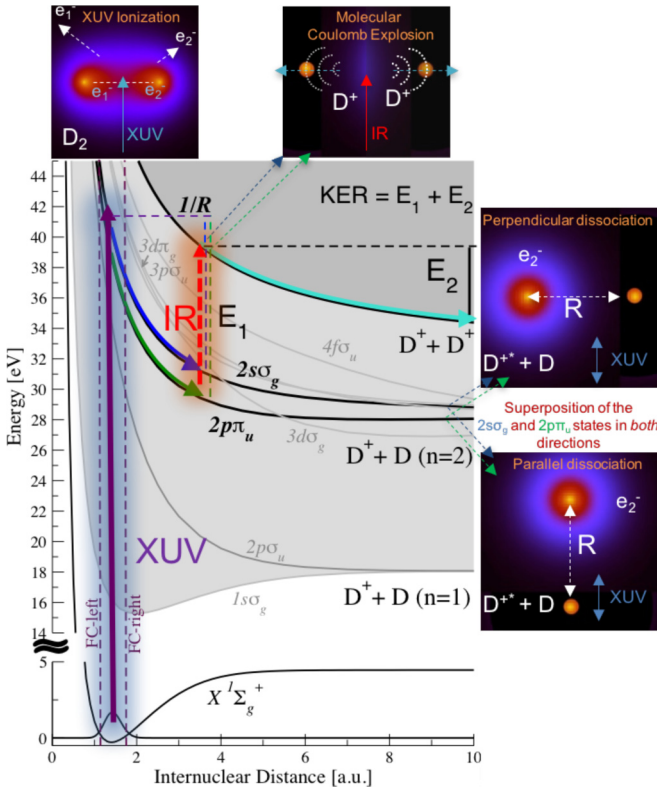 XUV Ionization
e₁⁻
e₂⁻
e₁⁻
e₂⁻
D₂
XUV
Molecular
Coulomb Explosion
D⁺
D⁺
IR
44
42
40
38
36
34
32
30
28
26
24
22
20
18
16
14
5
0
Energy [eV]
1/R
KER = E₁ + E₂
3dπg
3pσu
IR
E₁
E₂
4fσu
D⁺ + D⁺
2sσg
2pπu
3dσg
D⁺ + D (n=2)
XUV
2pσu
1sσg
D⁺ + D (n=1)
FC-left
FC-right
X ¹Σg⁺
0
2
4
6
8
10
Internuclear Distance [a.u.]
Perpendicular dissociation
e₂⁻
R
D⁺* + D
XUV
Superposition of the
2sσg and 2pπu states in both
directions
Parallel dissociation
e₂⁻
R
D⁺* + D
XUV